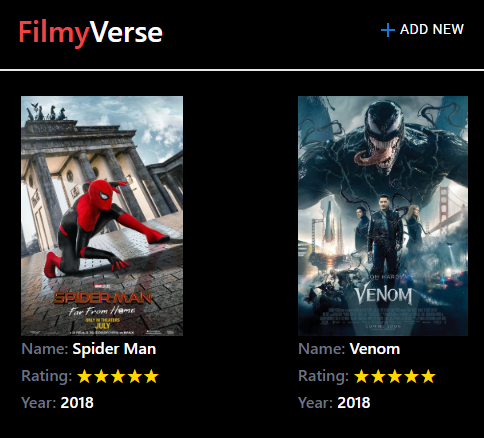 FilmyVerse
+ ADD NEW
SPIDER-MAN
Far From Home
ONLY IN THEATERS
JULY
TOM HARDY
VENOM
Name: Spider Man
Rating: ★★★★★
Year: 2018
Name: Venom
Rating: ★★★★★
Year: 2018